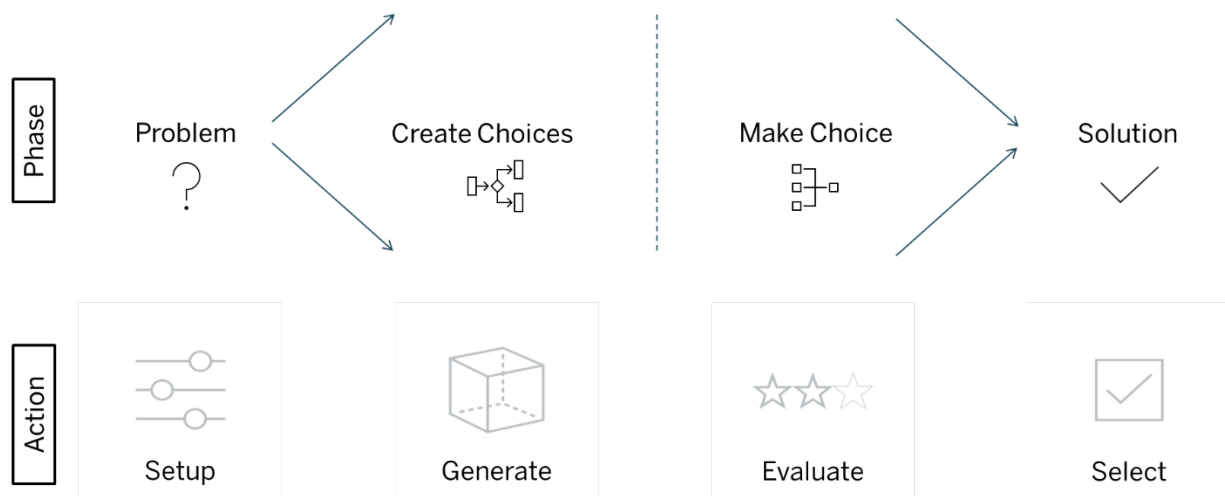 Phase
Problem
Create Choices
Make Choice
Solution
Action
Setup
Generate
Evaluate
Select